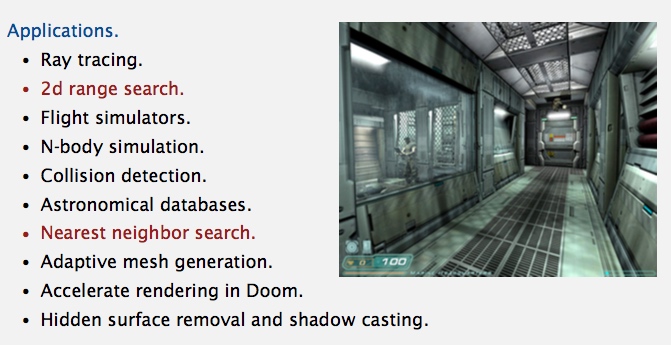 Applications.
• Ray tracing.
• 2d range search.
• Flight simulators.
• N-body simulation.
• Collision detection.
• Astronomical databases.
• Nearest neighbor search.
• Adaptive mesh generation.
• Accelerate rendering in Doom.
• Hidden surface removal and shadow casting.
100